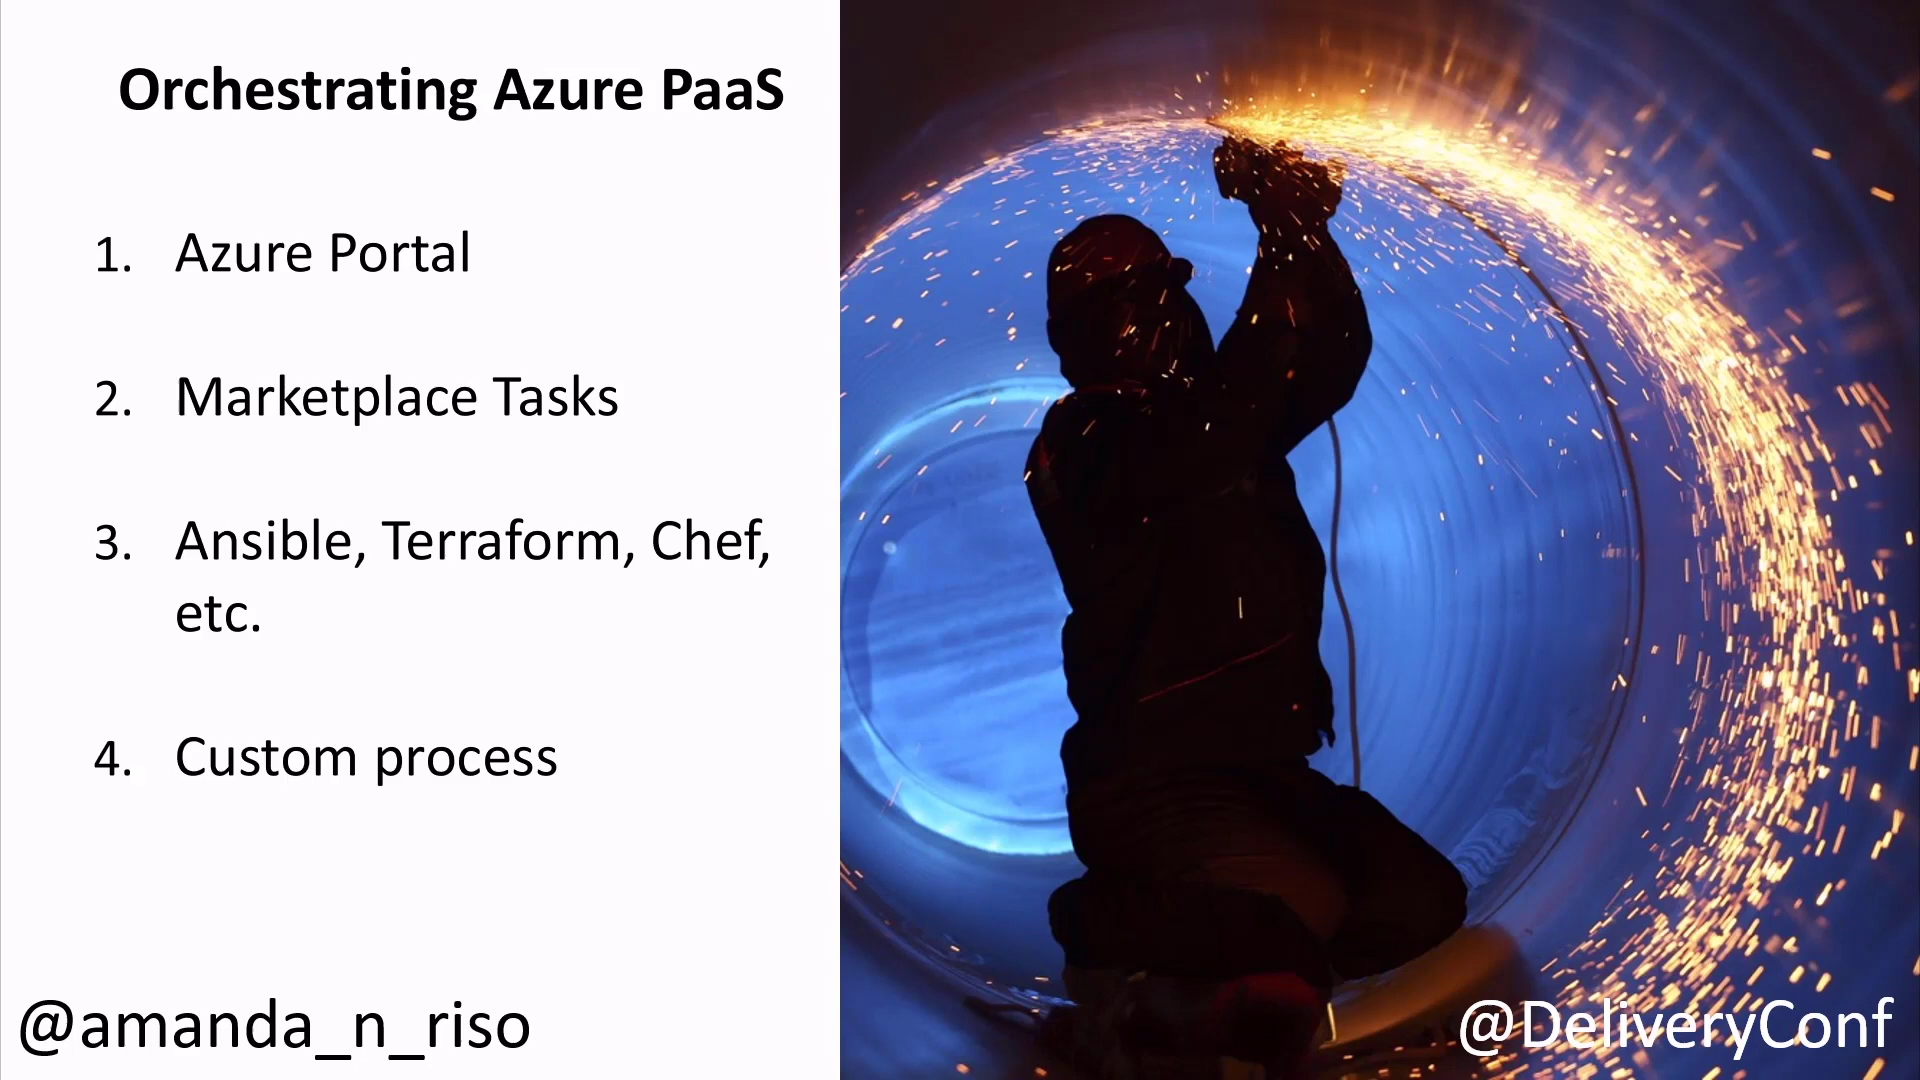 Orchestrating Azure PaaS
1. Azure Portal
2. Marketplace Tasks
3. Ansible, Terraform, Chef,
etc.
4. Custom process
@amanda_n_riso
@DeliveryConf